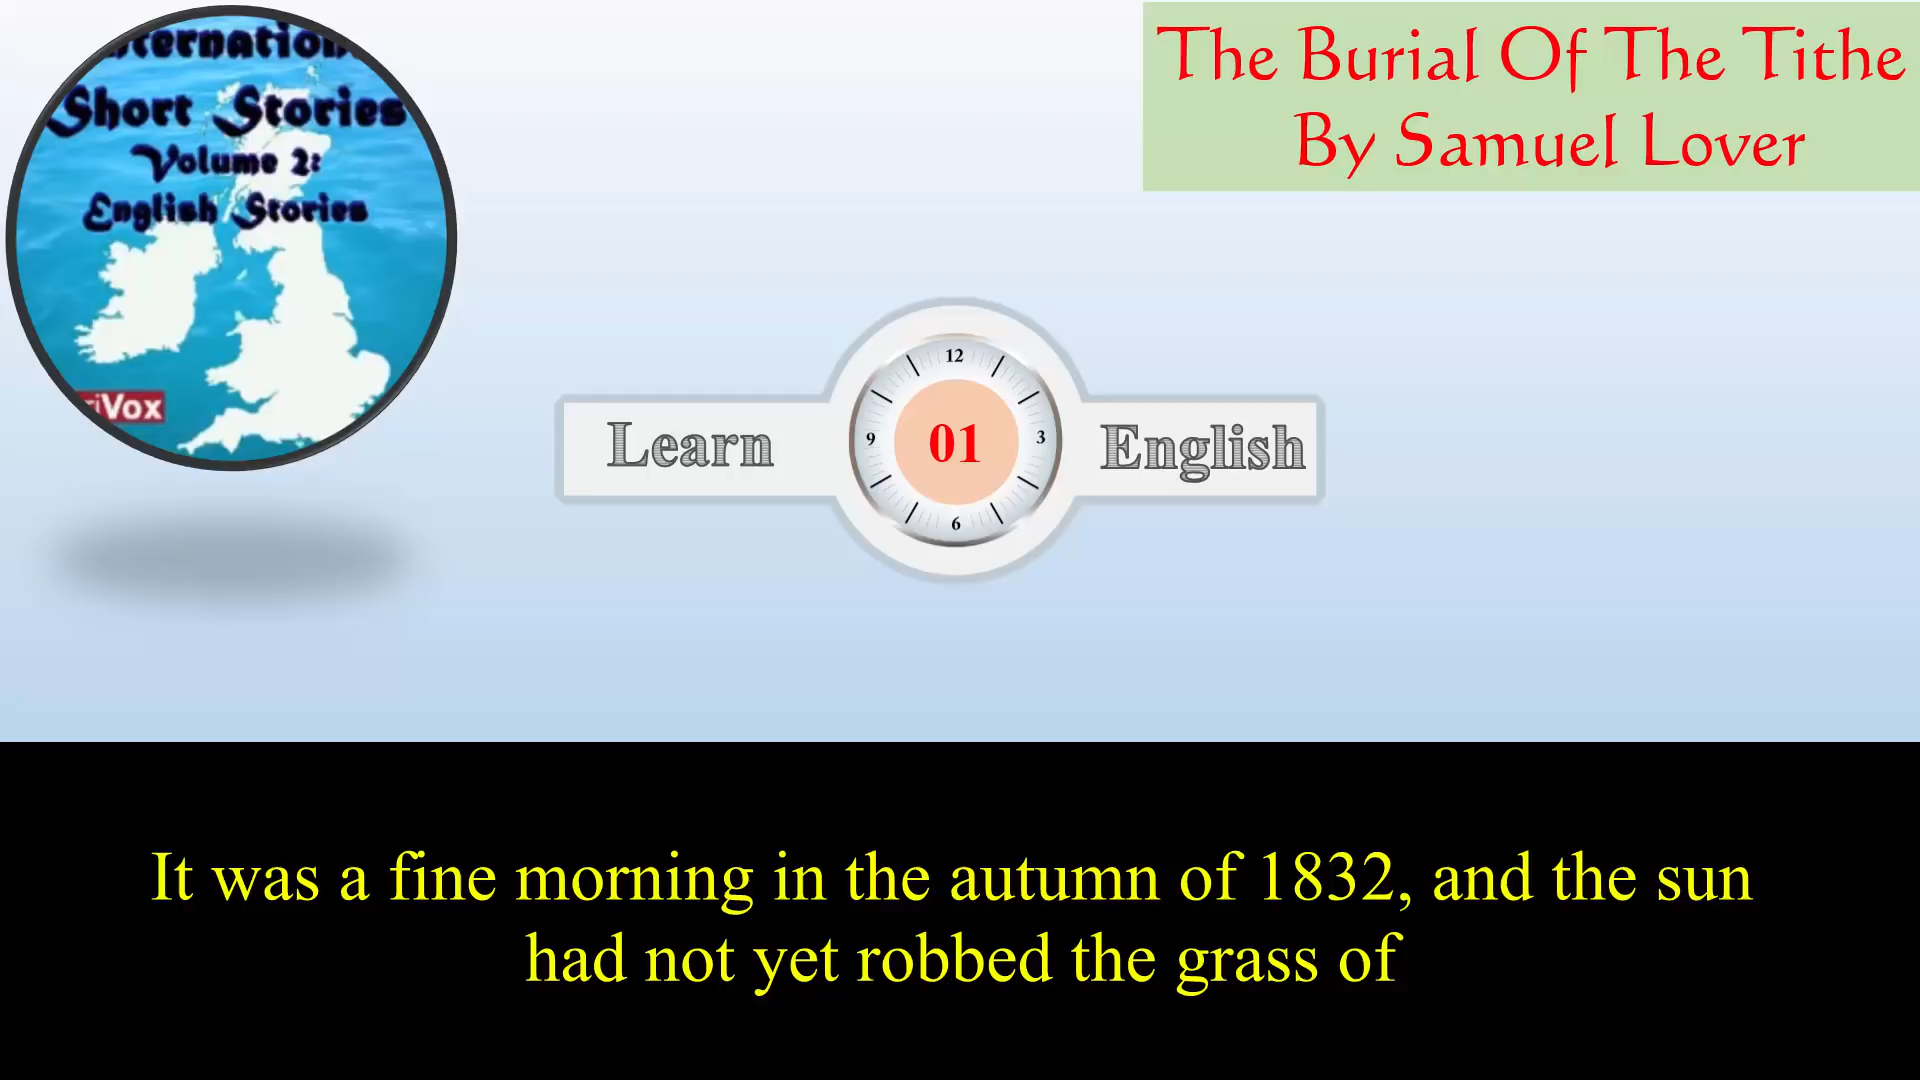 Short Stories
Volume 2:
English Stories
The Burial Of The Tithe
By Samuel Lover
Learn
English
12
9
01
3
6
It was a fine morning in the autumn of 1832, and the sun
had not yet robbed the grass of